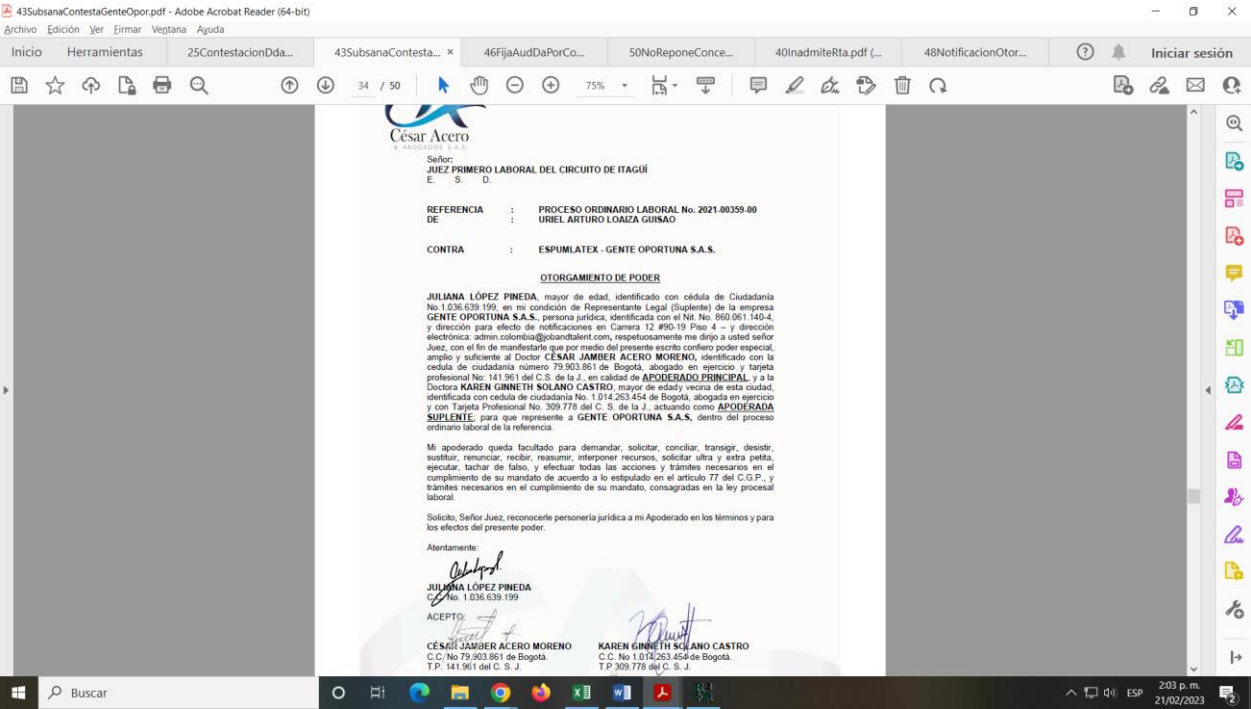 43SubsanaContestaGenteOpor.pdf - Adobe Acrobat Reader (64-bit)
Archivo Edición Ver Firmar Ventana Ayuda
Inicio Herramientas 25ContestacionDda... 43SubsanaContesta... × 46FijaAudDaPorCo... 50NoReponeConce... 40InadmiteRta.pdf (... 48NotificacionOtor... Iniciar sesión
34 / 50 75%
César Acero
& ABOGADOS S.A.S.
Señor:
JUEZ PRIMERO LABORAL DEL CIRCUITO DE ITAGÜÍ
E. S. D.
REFERENCIA : PROCESO ORDINARIO LABORAL No. 2021-00359-00
DE : URIEL ARTURO LOAIZA GUISAO
CONTRA : ESPUMLATEX - GENTE OPORTUNA S.A.S.
OTORGAMIENTO DE PODER
JULIANA LÓPEZ PINEDA, mayor de edad, identificado con cédula de Ciudadanía
No.1.036.639.199, en mi condición de Representante Legal (Suplente) de la empresa
GENTE OPORTUNA S.A.S., persona jurídica, identificada con el Nit. No. 860.061.140-4,
y dirección para efecto de notificaciones en Carrera 12 #90-19 Piso 4 – y dirección
electrónica: admin.colombia@jobandtalent.com, respetuosamente me dirijo a usted señor
Juez, con el fin de manifestarle que por medio del presente escrito confiero poder especial,
amplio y suficiente al Doctor CÉSAR JAMBER ACERO MORENO, identificado con la
cedula de ciudadanía número 79.903.861 de Bogotá, abogado en ejercicio y tarjeta
profesional No: 141.961 del C.S. de la J., en calidad de APODERADO PRINCIPAL, y a la
Doctora KAREN GINNETH SOLANO CASTRO, mayor de edady vecina de esta ciudad,
identificada con cedula de ciudadanía No. 1.014.263.454 de Bogotá, abogada en ejercicio
y con Tarjeta Profesional No. 309.778 del C. S. de la J., actuando como APODERADA
SUPLENTE; para que represente a GENTE OPORTUNA S.A.S, dentro del proceso
ordinario laboral de la referencia.
Mi apoderado queda facultado para demandar, solicitar, conciliar, transigir, desistir,
sustituir, renunciar, recibir, reasumir, interponer recursos, solicitar ultra y extra petita,
ejecutar, tachar de falso, y efectuar todas las acciones y trámites necesarios en el
cumplimiento de su mandato de acuerdo a lo estipulado en el artículo 77 del C.G.P., y
trámites necesarios en el cumplimiento de su mandato, consagradas en la ley procesal
laboral.
Solicito, Señor Juez, reconocerle personería jurídica a mi Apoderado en los términos y para
los efectos del presente poder.
Atentamente:
JULIANA LÓPEZ PINEDA
C.C. No. 1.036.639.199
ACEPTO:
CÉSAR JAMBER ACERO MORENO KAREN GINNETH SOLANO CASTRO
C.C. No 79.903.861 de Bogotá. C.C. No 1.014.263.454 de Bogotá.
T.P. 141.961 del C. S. J. T.P 309.778 del C. S. J.
Buscar
ESP 2:03 p. m.
21/02/2023
2